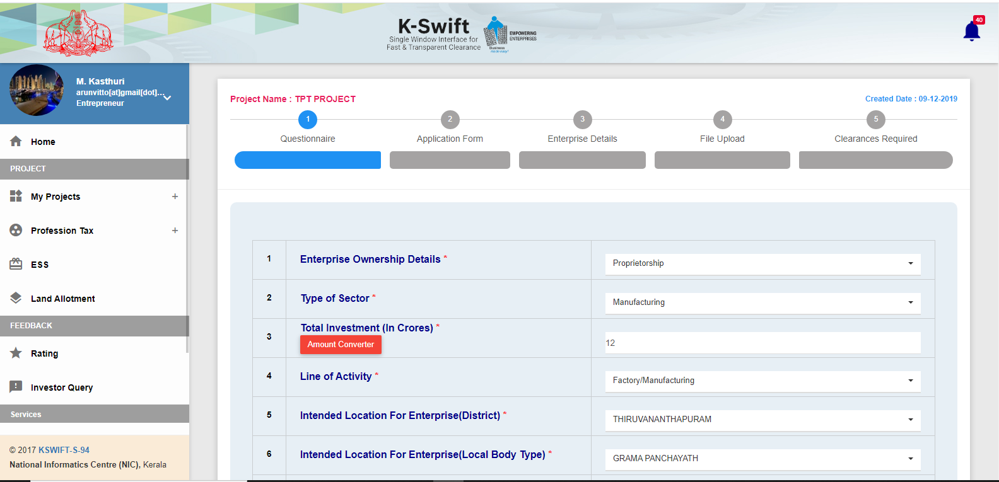 K-Swift
Single Window Interface for
Fast & Transparent Clearance
EMPOWERING
ENTERPRISES
Business
made easy!
40
M. Kasthuri
arunvitto[at]gmail[dot]...
Entrepreneur
Home
PROJECT
My Projects +
Profession Tax +
ESS
Land Allotment
FEEDBACK
Rating
Investor Query
Services
© 2017 KSWIFT-S-94
National Informatics Centre (NIC), Kerala
Project Name : TPT PROJECT
Created Date : 09-12-2019
1 2 3 4 5
Questionnaire Application Form Enterprise Details File Upload Clearances Required
1 Enterprise Ownership Details * Proprietorship
2 Type of Sector * Manufacturing
3 Total Investment (In Crores) * 12
Amount Converter
4 Line of Activity * Factory/Manufacturing
5 Intended Location For Enterprise(District) * THIRUVANANTHAPURAM
6 Intended Location For Enterprise(Local Body Type) * GRAMA PANCHAYATH